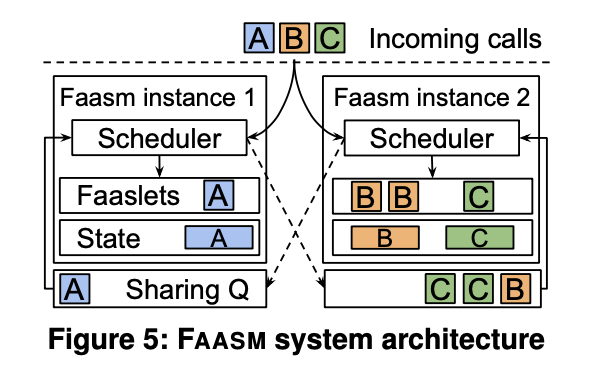 A B C Incoming calls
Faasm instance 1 Faasm instance 2
Scheduler Scheduler
Faaslets A B B C
State A B C
A Sharing Q C C B
Figure 5: FAASM system architecture